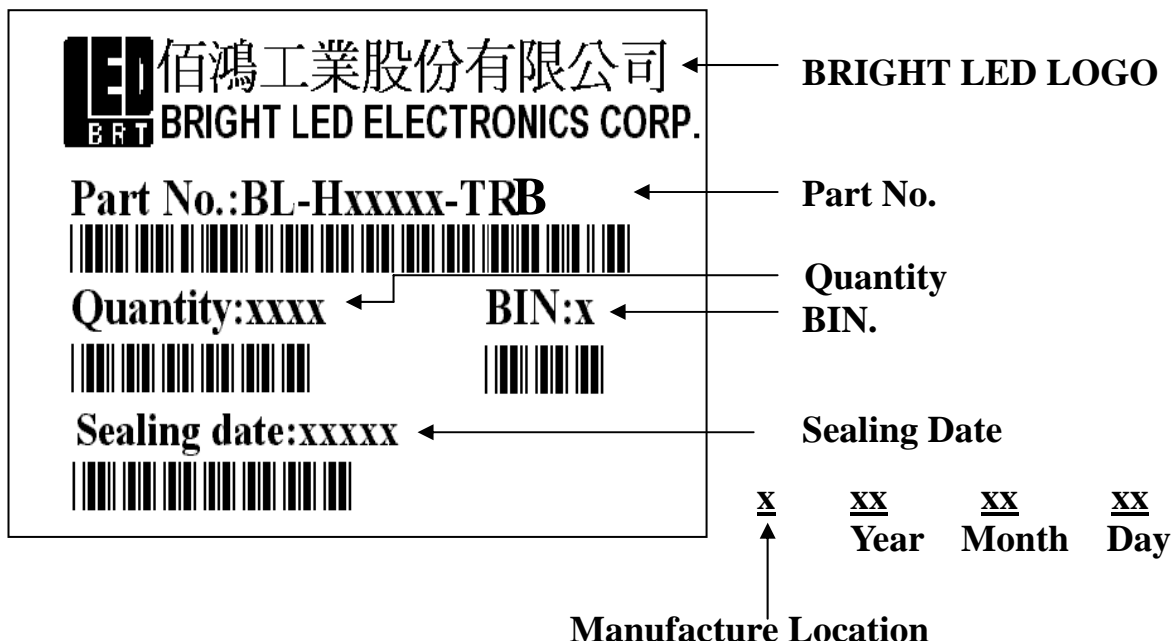 LED
佰鴻工業股份有限公司
BRIGHT LED LOGO
BRT
BRIGHT LED ELECTRONICS CORP.
Part No.:BL-Hxxxxx-TRB
Part No.
Quantity
Quantity:xxxx
BIN:x
BIN.
Sealing date:xxxxx
Sealing Date
x xx xx xx
Year Month Day
Manufacture Location